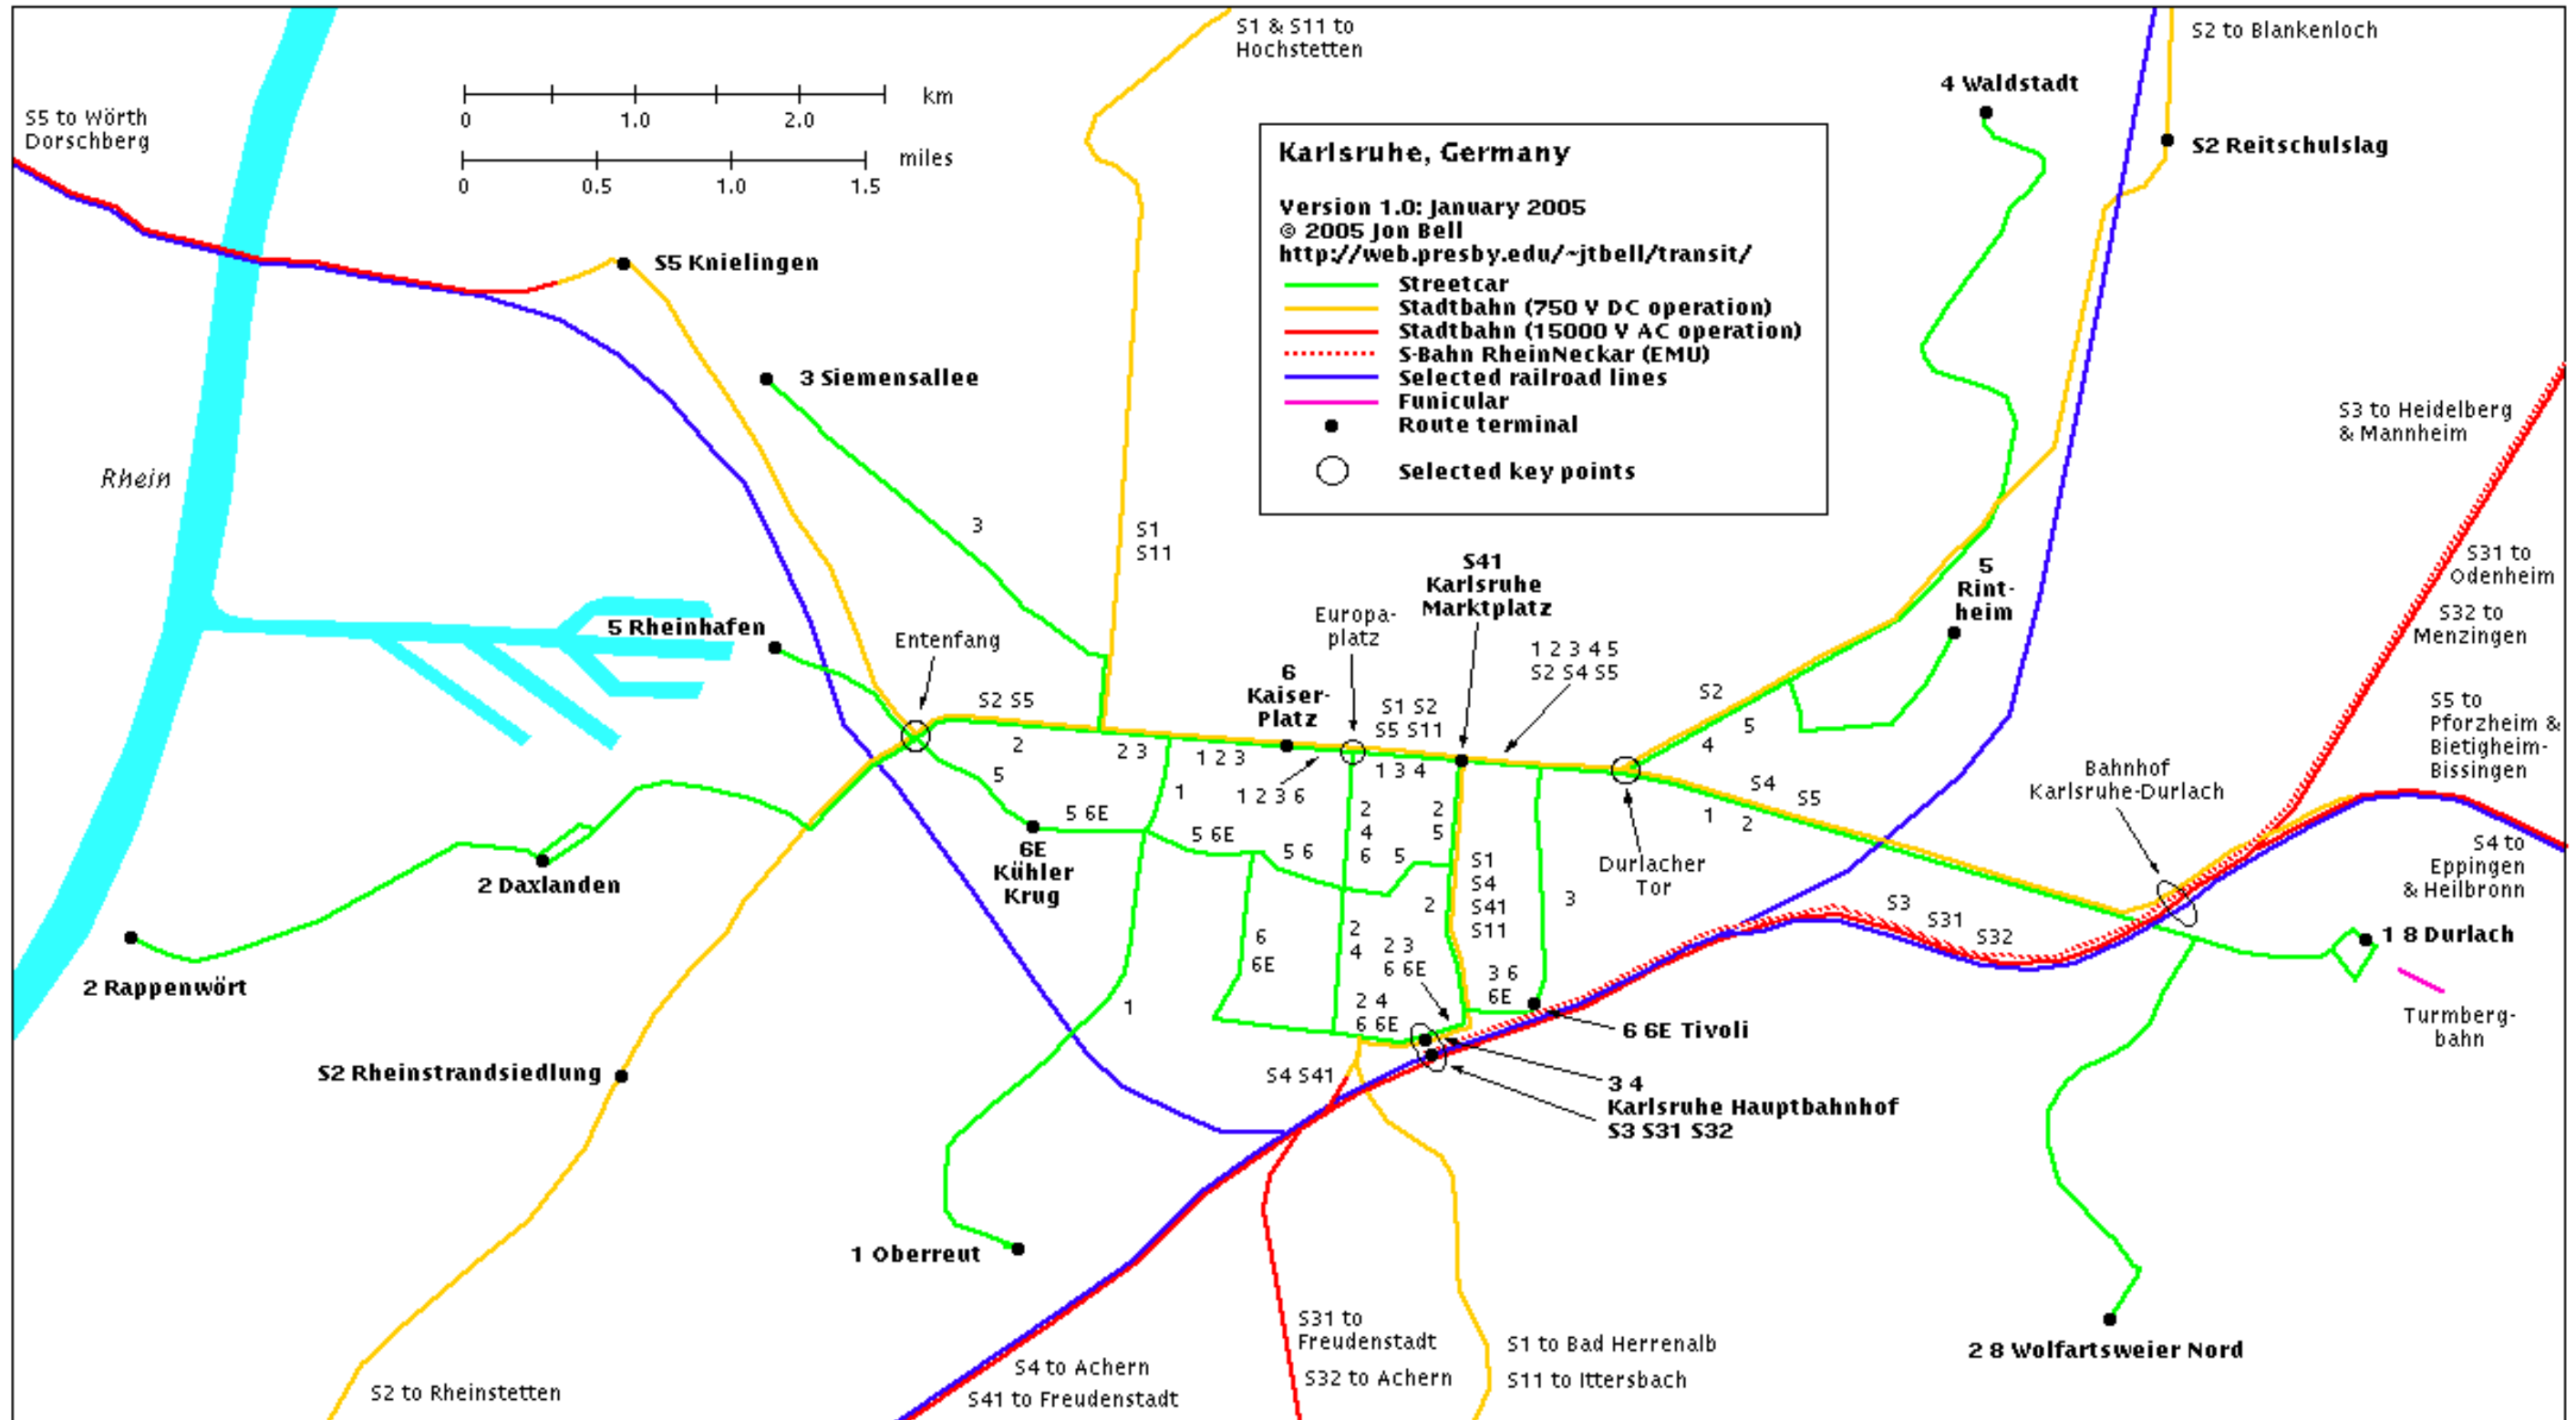 S1 & S11 to
Hochstetten
S2 to Blankenloch
4 Waldstadt
km
0
1.0
2.0
S5 to Wörth
Dorschberg
miles
0
0.5
1.0
1.5
S2 Reitschulslag
Karlsruhe, Germany
Version 1.0: January 2005
© 2005 Jon Bell
http://web.presby.edu/~jtbell/transit/
Streetcar
Stadtbahn (750 V DC operation)
Stadtbahn (15000 V AC operation)
S-Bahn RheinNeckar (EMU)
Selected railroad lines
Funicular
Route terminal
Selected key points
S5 Knielingen
3 Siemensallee
S3 to Heidelberg
& Mannheim
Rhein
3
S1
S11
S41
Karlsruhe
Marktplatz
S31 to
Odenheim
S32 to
Menzingen
5
Rint-
heim
5 Rheinhafen
Entenfang
Europa-
platz
1 2 3 4 5
S2 S4 S5
6
Kaiser-
Platz
S2 S5
S1 S2
S5 S11
S2
5
4
S5 to
Pforzheim &
Bietigheim-
Bissingen
2
2 3
1 2 3
1 3 4
5
1
1 2 3 6
S4
S5
1
2
Bahnhof
Karlsruhe-Durlach
5 6E
5 6E
5 6
2
4
6
5
2
5
6E
Kühler
Krug
2 Daxlanden
S1
S4
S41
S11
Durlacher
Tor
S4 to
Eppingen
& Heilbronn
2
3
S3
S31
S32
1 8 Durlach
6
6E
2
4
2 3
6 6E
3 6
6E
2 Rappenwört
1
2 4
6 6E
6 6E Tivoli
Turmberg-
bahn
S2 Rheinstrandsiedlung
S4 S41
3 4
Karlsruhe Hauptbahnhof
S3 S31 S32
1 Oberreut
S31 to
Freudenstadt
S32 to Achern
S1 to Bad Herrenalb
S11 to Ittersbach
2 8 Wolfartsweier Nord
S4 to Achern
S41 to Freudenstadt
S2 to Rheinstetten